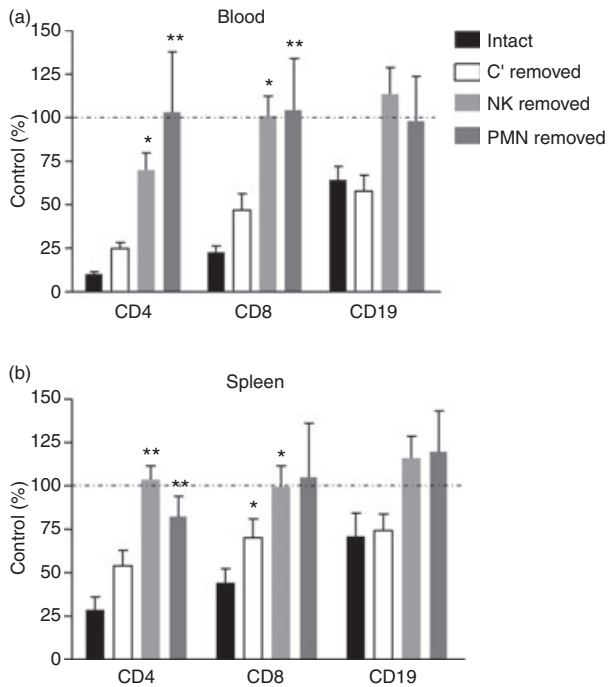 (a)
Blood
150
125
100
75
50
25
0
Control (%)
** 
* 
* 
**
CD4
CD8
CD19
Intact
C' removed
NK removed
PMN removed
(b)
Spleen
150
125
100
75
50
25
0
Control (%)
**
**
*
*
CD4
CD8
CD19